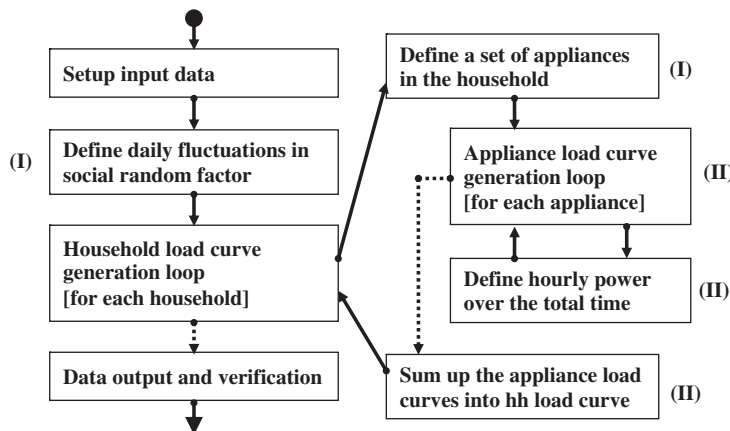 Setup input data
(I)
Define daily fluctuations in
social random factor
Household load curve
generation loop
[for each household]
Data output and verification
Define a set of appliances
in the household
(I)
Appliance load curve
generation loop
[for each appliance]
(II)
Define hourly power
over the total time
(II)
Sum up the appliance load
curves into hh load curve
(II)